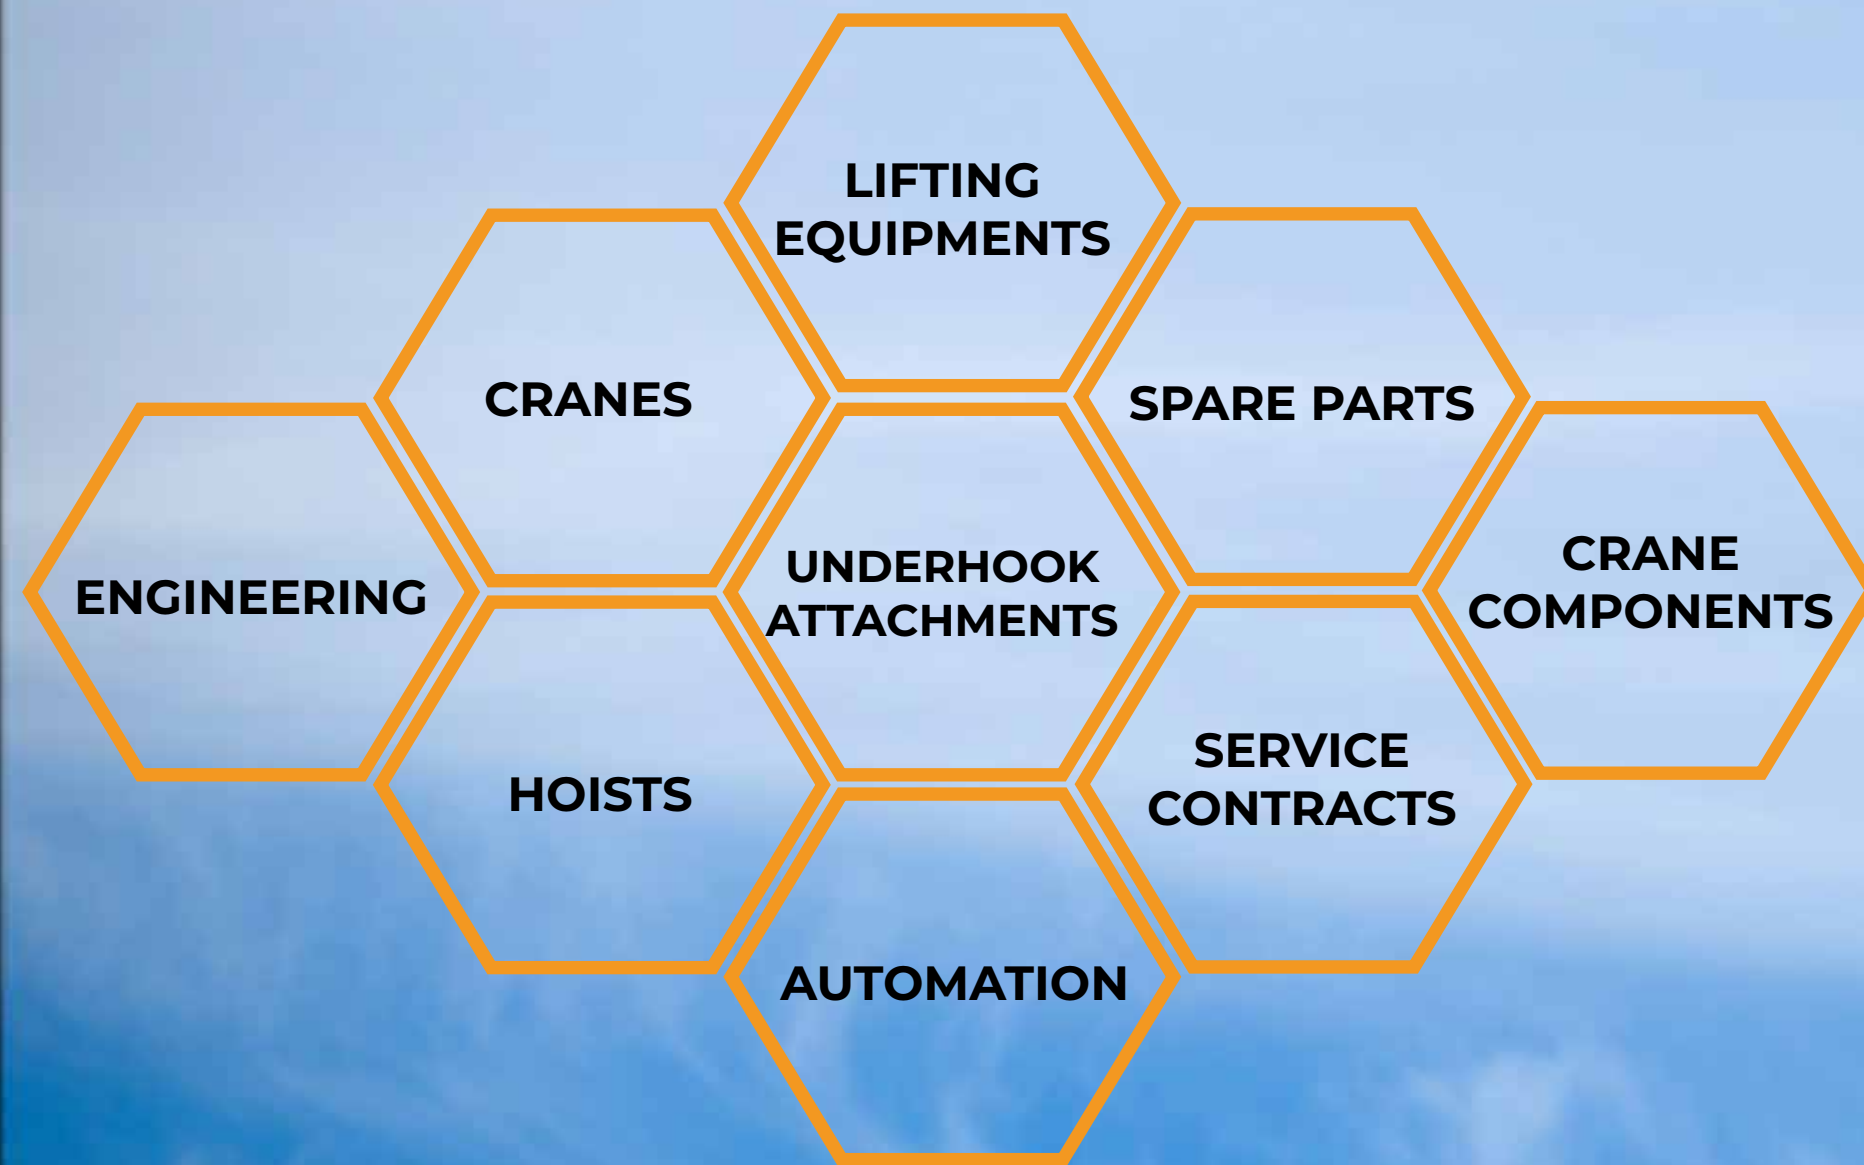 LIFTING
EQUIPMENTS
CRANES
SPARE PARTS
ENGINEERING
UNDERHOOK
ATTACHMENTS
CRANE
COMPONENTS
HOISTS
SERVICE
CONTRACTS
AUTOMATION